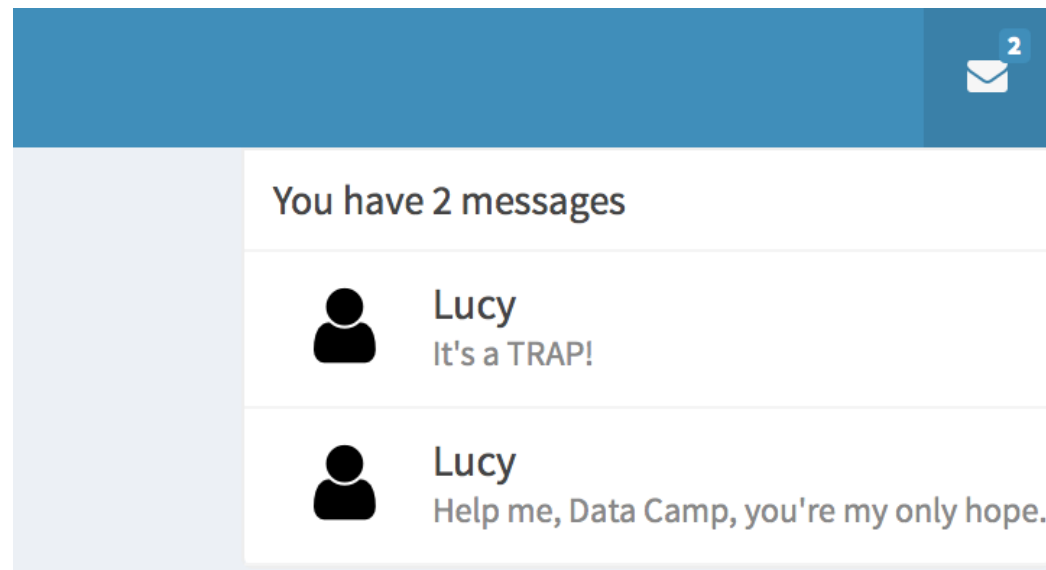 2
You have 2 messages
Lucy
It's a TRAP!
Lucy
Help me, Data Camp, you're my only hope.